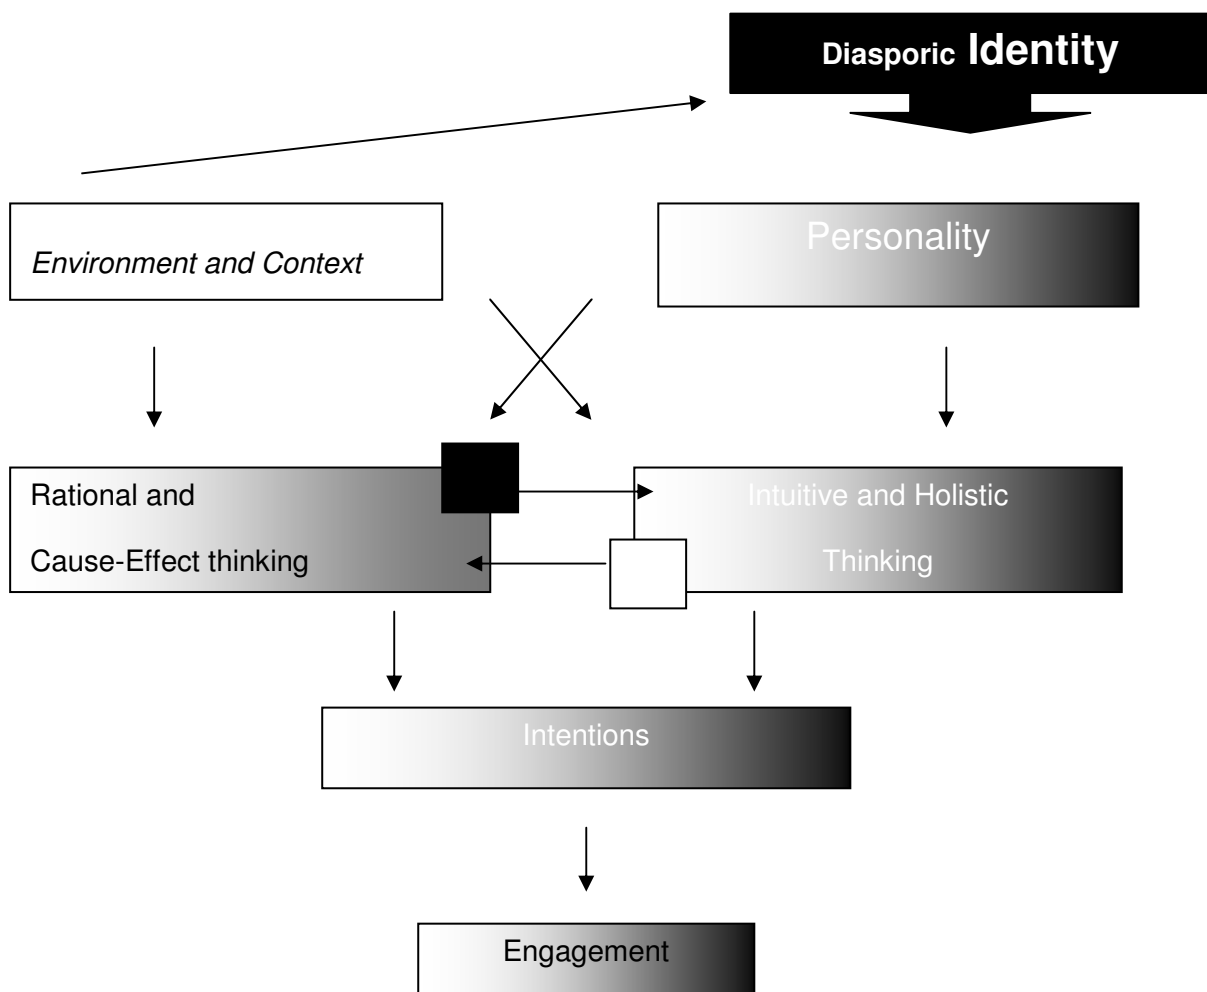 Diasporic Identity
Environment and Context
Personality
Rational and
Cause-Effect thinking
Intuitive and Holistic
Thinking
Intentions
Engagement